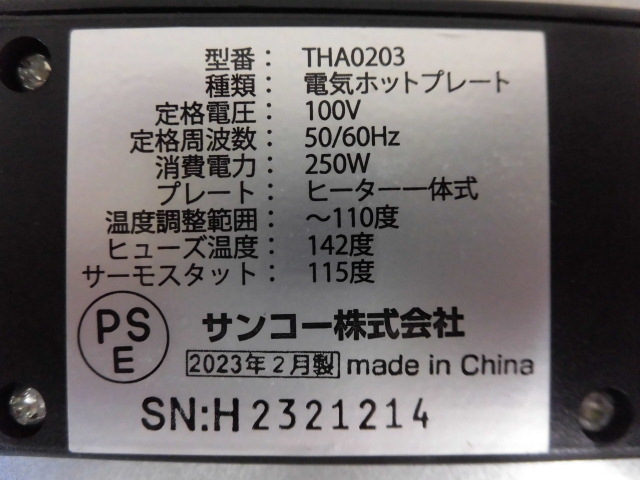 型番： THA0203
種類： 電気ホットプレート
定格電圧： 100V
定格周波数： 50/60Hz
消費電力： 250W
プレート： ヒーター一体式
温度調整範囲： ～110度
ヒューズ温度： 142度
サーモスタット： 115度
PS
E
サンコー株式会社
2023年2月製 made in China
SN:H2321214